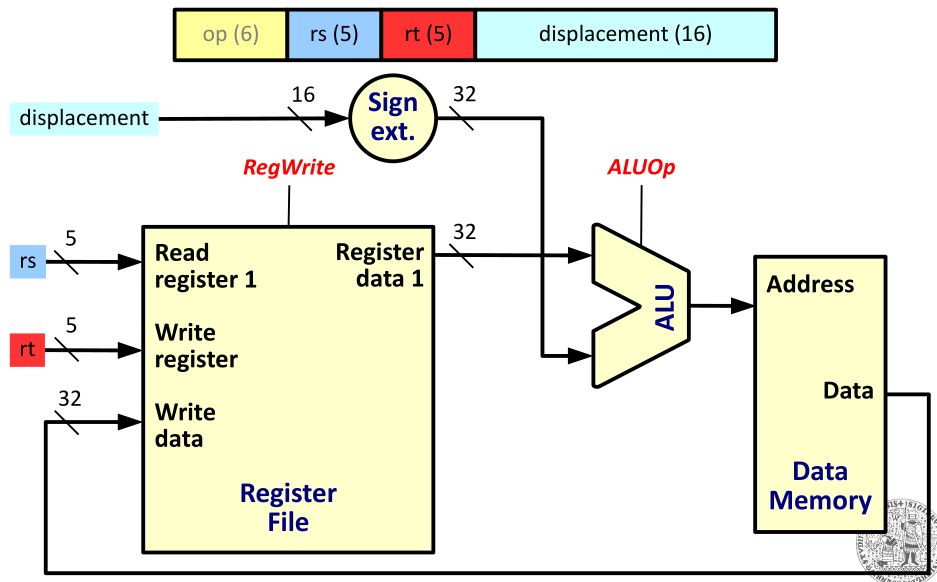 op (6) rs (5) rt (5) displacement (16)
displacement
16
Sign
ext.
32
RegWrite
ALUOp
rs
5
Read
register 1
Register
data 1
32
rt
5
Write
register
32
Write
data
Register
File
ALU
Address
Data
Data
Memory